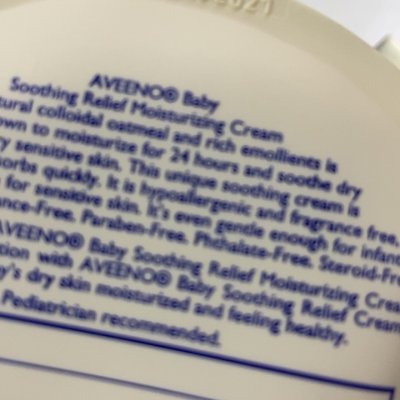 AVEENO® Baby
Soothing Relief Moisturizing Cream
tural colloidal oatmeal and rich emollients is
own to moisturize for 24 hours and soothe dry
y sensitive skin. This unique soothing cream is
orbs quickly. It is hypoallergenic and fragrance free.
for sensitive skin. It's even gentle enough for infant
ance-Free, Paraben-Free, Phthalate-Free, Steroid-Fre
AVEENO® Baby Soothing Relief Moisturizing Crea
tion with AVEENO® Baby Soothing Relief Cream
y's dry skin moisturized and feeling healthy.
Pediatrician recommended.